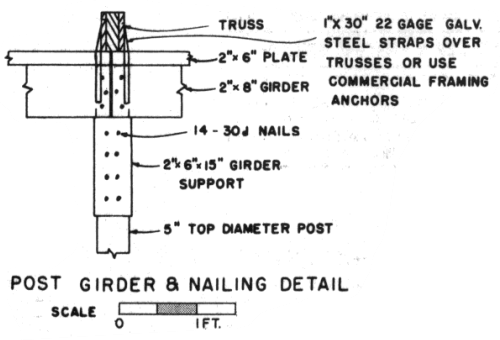 TRUSS
1"X 30" 22 GAGE GALV.
STEEL STRAPS OVER
TRUSSES OR USE
COMMERCIAL FRAMING
ANCHORS
2"X 6" PLATE
2"X 8" GIRDER
14 - 30d NAILS
2"X 6"X 15" GIRDER
SUPPORT
5" TOP DIAMETER POST
POST GIRDER & NAILING DETAIL
SCALE
0 1FT.